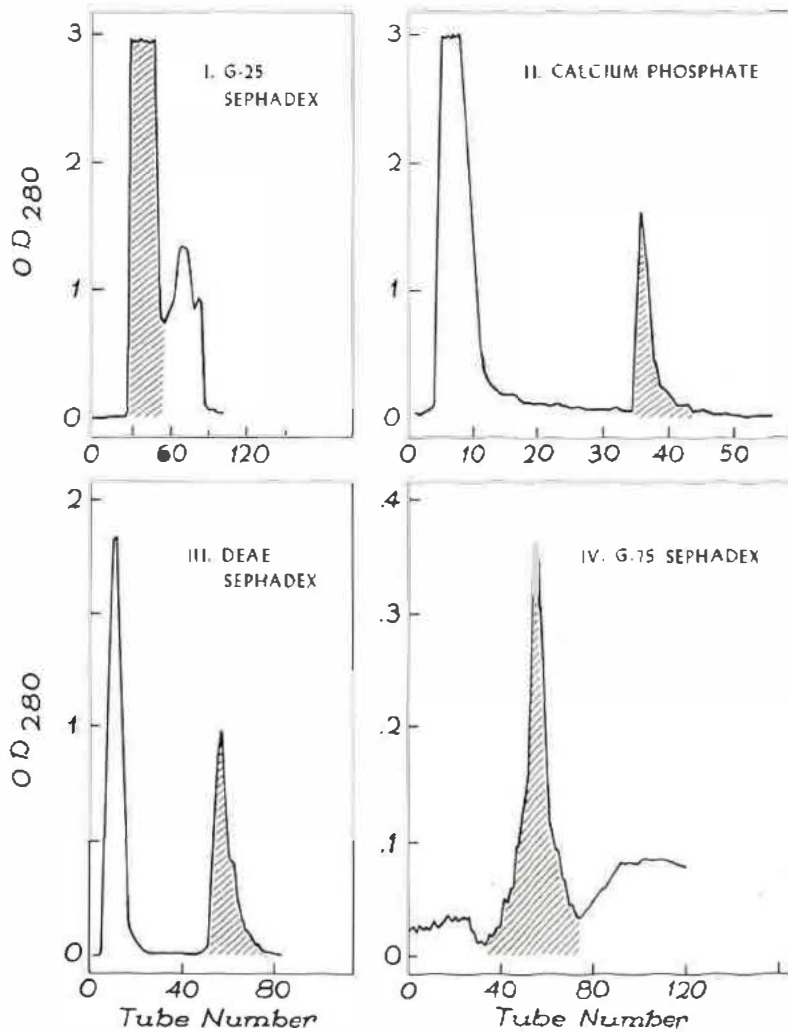 I. G-25
SEPHADEX
3
2
1
0
OD 280
0 60 120
II. CALCIUM PHOSPHATE
3
2
1
0
0 10 20 30 40 50
III. DEAE
SEPHADEX
2
1
0
OD 280
0 40 80
Tube Number
IV. G-75 SEPHADEX
.4
.3
.2
.1
0
0 40 80 120
Tube Number